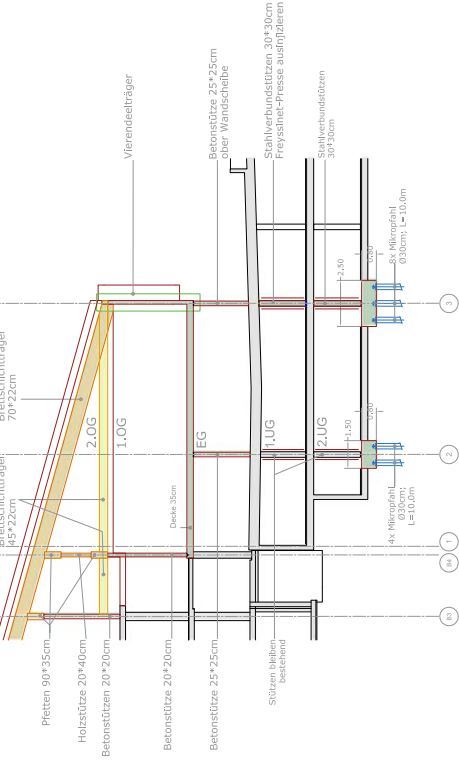 Vierendeelträger
Betonstütze 25*25cm
ober Wandscheibe
Stahlverbundstützen 30*30cm
Freyssinet-Presse ausinjizieren
Stahlverbundstützen
30*30cm
8x Mikropfahl
Ø30cm; L=10.0m
2.50
0.80
3
Brettschichtträger
70*22cm
2.OG
1.OG
EG
1.UG
2.UG
1.50
0.80
2
Brettschichtträger
45*22cm
Decke 35cm
4x Mikropfahl
Ø30cm;
L=10.0m
1
B4
B3
Pfetten 90*35cm
Holzstütze 20*40cm
Betonstützen 20*20cm
Betonstütze 20*20cm
Betonstütze 25*25cm
Stützen bleiben
bestehend